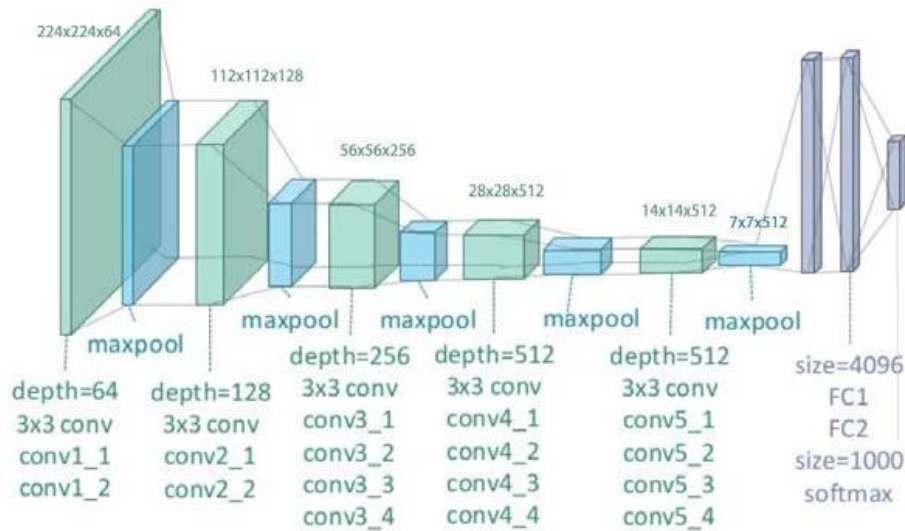 224x224x64
112x112x128
56x56x256
28x28x512
14x14x512
7x7x512
maxpool
maxpool
maxpool
maxpool
maxpool
depth=64
3x3 conv
conv1_1
conv1_2
depth=128
3x3 conv
conv2_1
conv2_2
depth=256
3x3 conv
conv3_1
conv3_2
conv3_3
conv3_4
depth=512
3x3 conv
conv4_1
conv4_2
conv4_3
conv4_4
depth=512
3x3 conv
conv5_1
conv5_2
conv5_3
conv5_4
size=4096
FC1
FC2
size=1000
softmax